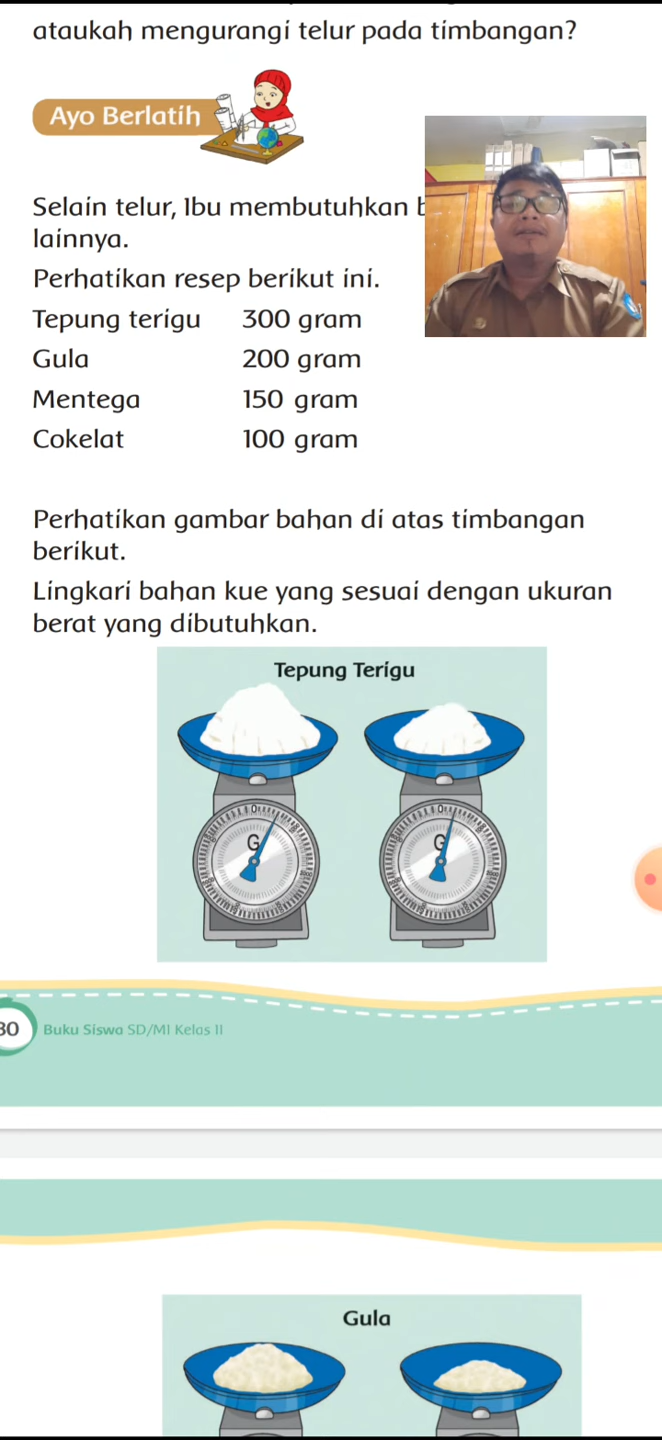 ataukah mengurangi telur pada timbangan?
Ayo Berlatih
Selain telur, Ibu membutuhkan
lainnya.
Perhatikan resep berikut ini.
Tepung terigu 300 gram
Gula 200 gram
Mentega 150 gram
Cokelat 100 gram
Perhatikan gambar bahan di atas timbangan
berikut.
Lingkari bahan kue yang sesuai dengan ukuran
berat yang dibutuhkan.
Tepung Terigu
0 0
G G
30 Buku Siswa SD/MI Kelas II
Gula